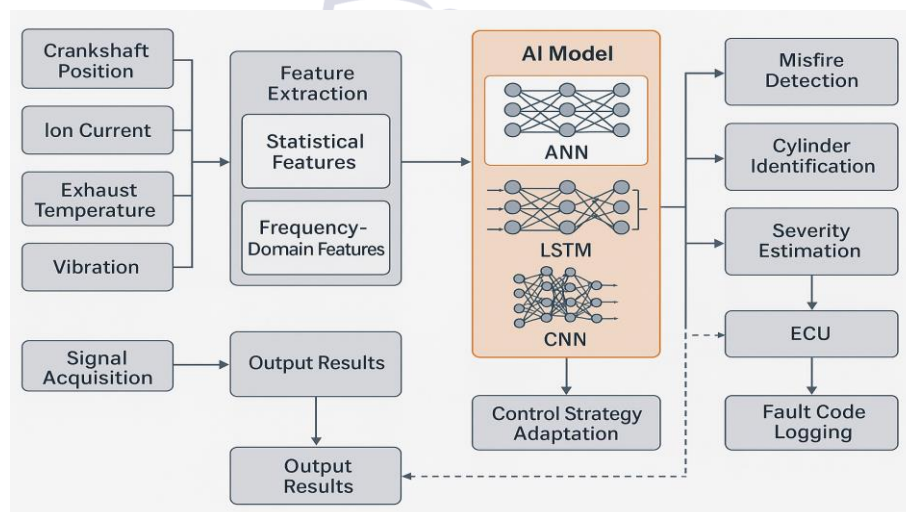 Crankshaft
Position
Ion Current
Exhaust
Temperature
Vibration
Signal
Acquisition
Feature
Extraction
Statistical
Features
Frequency-
Domain Features
Output Results
Output
Results
AI Model
ANN
LSTM
CNN
Control Strategy
Adaptation
Misfire
Detection
Cylinder
Identification
Severity
Estimation
ECU
Fault Code
Logging